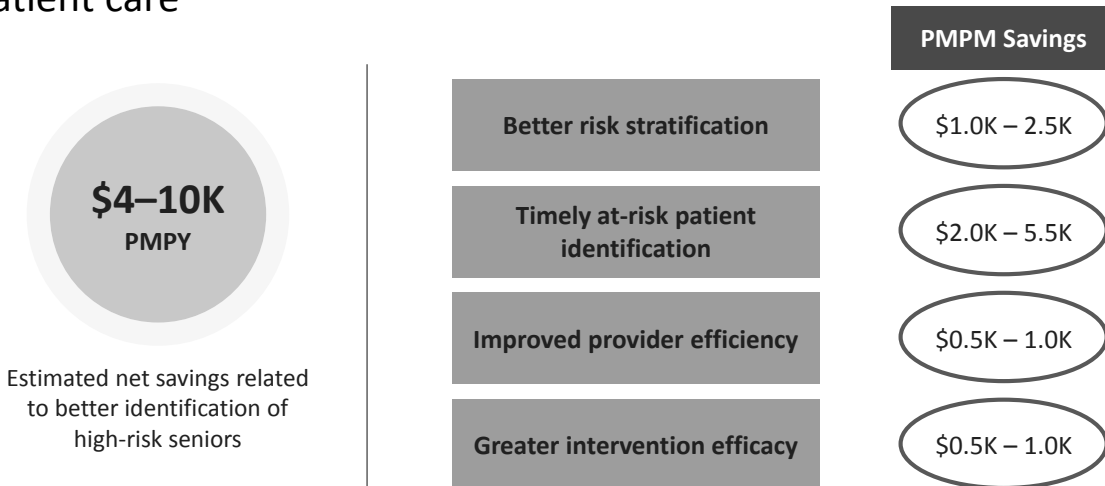 patient care
$4–10K
PMPY
Estimated net savings related
to better identification of
high-risk seniors
PMPM Savings
Better risk stratification
$1.0K – 2.5K
Timely at-risk patient
identification
$2.0K – 5.5K
Improved provider efficiency
$0.5K – 1.0K
Greater intervention efficacy
$0.5K – 1.0K